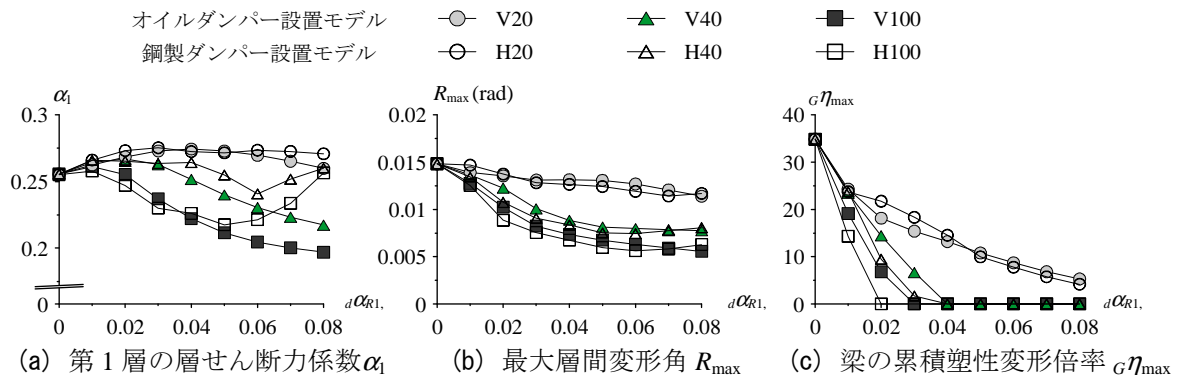 オイルダンパー設置モデル V20 V40 V100
鋼製ダンパー設置モデル H20 H40 H100
α1
0.3
0.25
0.2
0
0 0.02 0.04 0.06 0.08 dαR1,
(a) 第1層の層せん断力係数α1
Rmax (rad)
0.020
0.015
0.010
0.005
0
0 0.02 0.04 0.06 0.08 dαR1,
(b) 最大層間変形角 Rmax
Gηmax
40
30
20
10
0
0 0.02 0.04 0.06 0.08 dαR1,
(c) 梁の累積塑性変形倍率 Gηmax